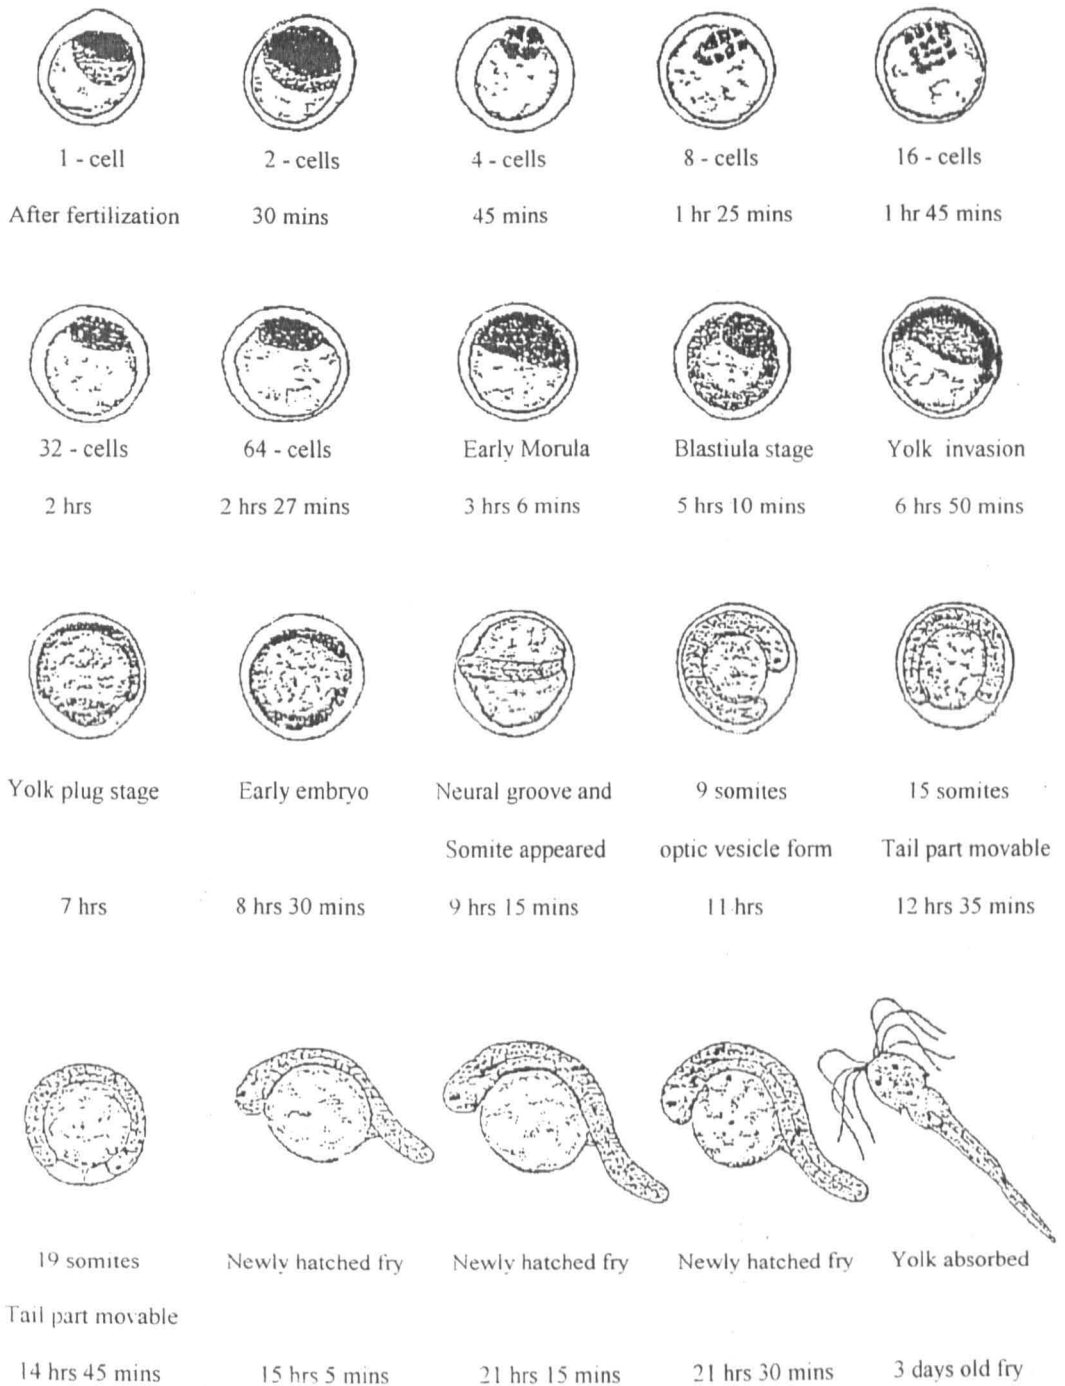 1 - cell 2 - cells 4 - cells 8 - cells 16 - cells
After fertilization 30 mins 45 mins 1 hr 25 mins 1 hr 45 mins
32 - cells 64 - cells Early Morula Blastiula stage Yolk invasion
2 hrs 2 hrs 27 mins 3 hrs 6 mins 5 hrs 10 mins 6 hrs 50 mins
Yolk plug stage Early embryo Neural groove and 9 somites 15 somites
Somite appeared optic vesicle form Tail part movable
7 hrs 8 hrs 30 mins 9 hrs 15 mins 11 hrs 12 hrs 35 mins
19 somites Newly hatched fry Newly hatched fry Newly hatched fry Yolk absorbed
Tail part movable
14 hrs 45 mins 15 hrs 5 mins 21 hrs 15 mins 21 hrs 30 mins 3 days old fry